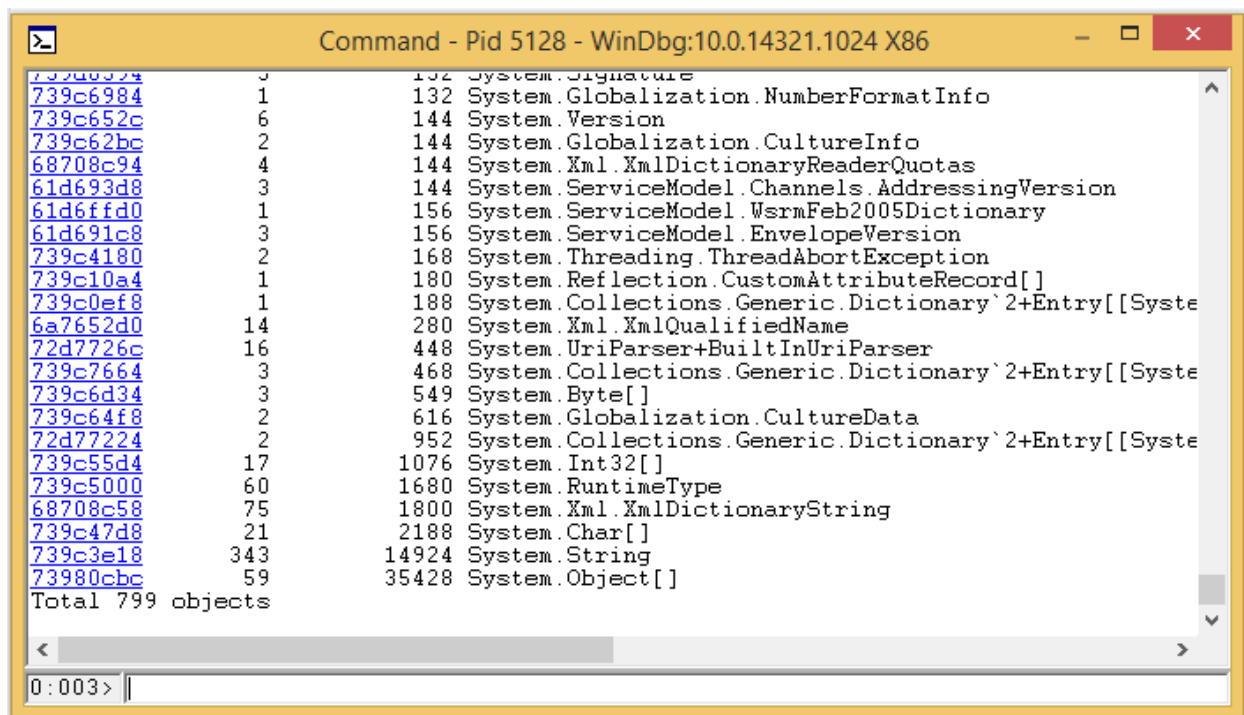 Command - Pid 5128 - WinDbg:10.0.14321.1024 X86
132 System.Signature
739c6984 1 132 System.Globalization.NumberFormatInfo
739c652c 6 144 System.Version
739c62bc 2 144 System.Globalization.CultureInfo
68708c94 4 144 System.Xml.XmlDictionaryReaderQuotas
61d693d8 3 144 System.ServiceModel.Channels.AddressingVersion
61d6ffd0 1 156 System.ServiceModel.WsrmFeb2005Dictionary
61d691c8 3 156 System.ServiceModel.EnvelopeVersion
739c4180 2 168 System.Threading.ThreadAbortException
739c10a4 1 180 System.Reflection.CustomAttributeRecord[]
739c0ef8 1 188 System.Collections.Generic.Dictionary`2+Entry[[Syste
6a7652d0 14 280 System.Xml.XmlQualifiedName
72d7726c 16 448 System.UriParser+BuiltInUriParser
739c7664 3 468 System.Collections.Generic.Dictionary`2+Entry[[Syste
739c6d34 3 549 System.Byte[]
739c64f8 2 616 System.Globalization.CultureData
72d77224 2 952 System.Collections.Generic.Dictionary`2+Entry[[Syste
739c55d4 17 1076 System.Int32[]
739c5000 60 1680 System.RuntimeType
68708c58 75 1800 System.Xml.XmlDictionaryString
739c47d8 21 2188 System.Char[]
739c3e18 343 14924 System.String
73980cbc 59 35428 System.Object[]
Total 799 objects
0:003>